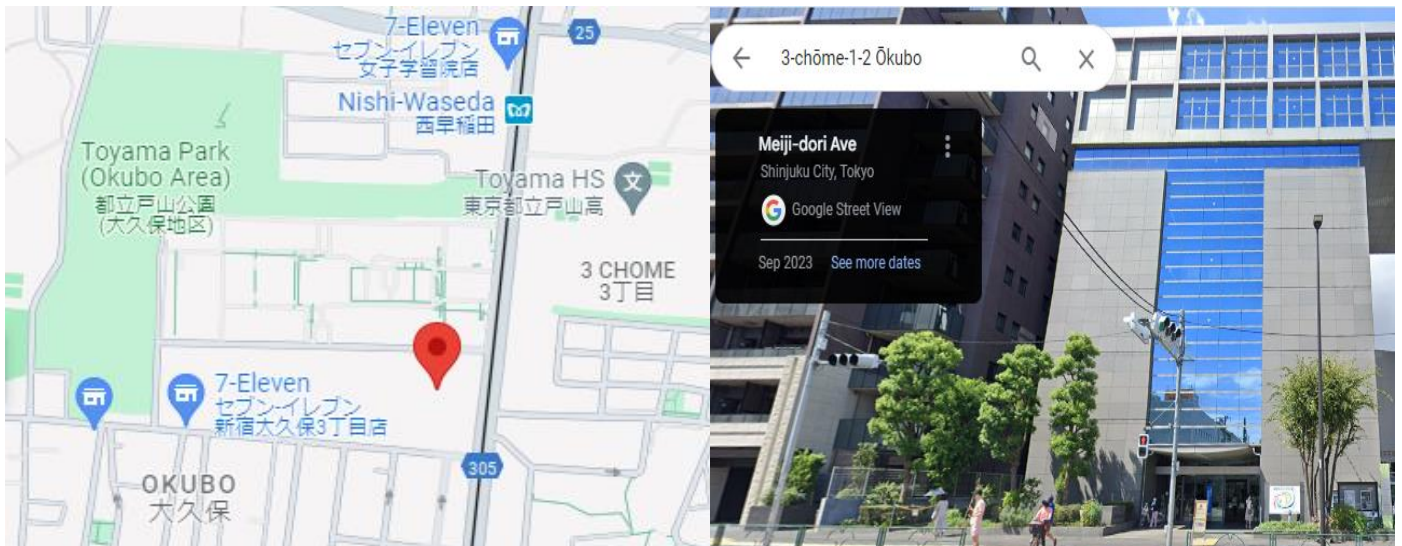 7-Eleven
セブン-イレブン
女子学習院店
25
Nishi-Waseda
西早稲田
Toyama Park
(Okubo Area)
都立戸山公園
(大久保地区)
Toyama HS
東京都立戸山高
文
3 CHOME
3丁目
7-Eleven
セブン-イレブン
新宿大久保3丁目店
305
OKUBO
大久保
3-chōme-1-2 Ōkubo
Meiji-dori Ave
Shinjuku City, Tokyo
Google Street View
Sep 2023 See more dates